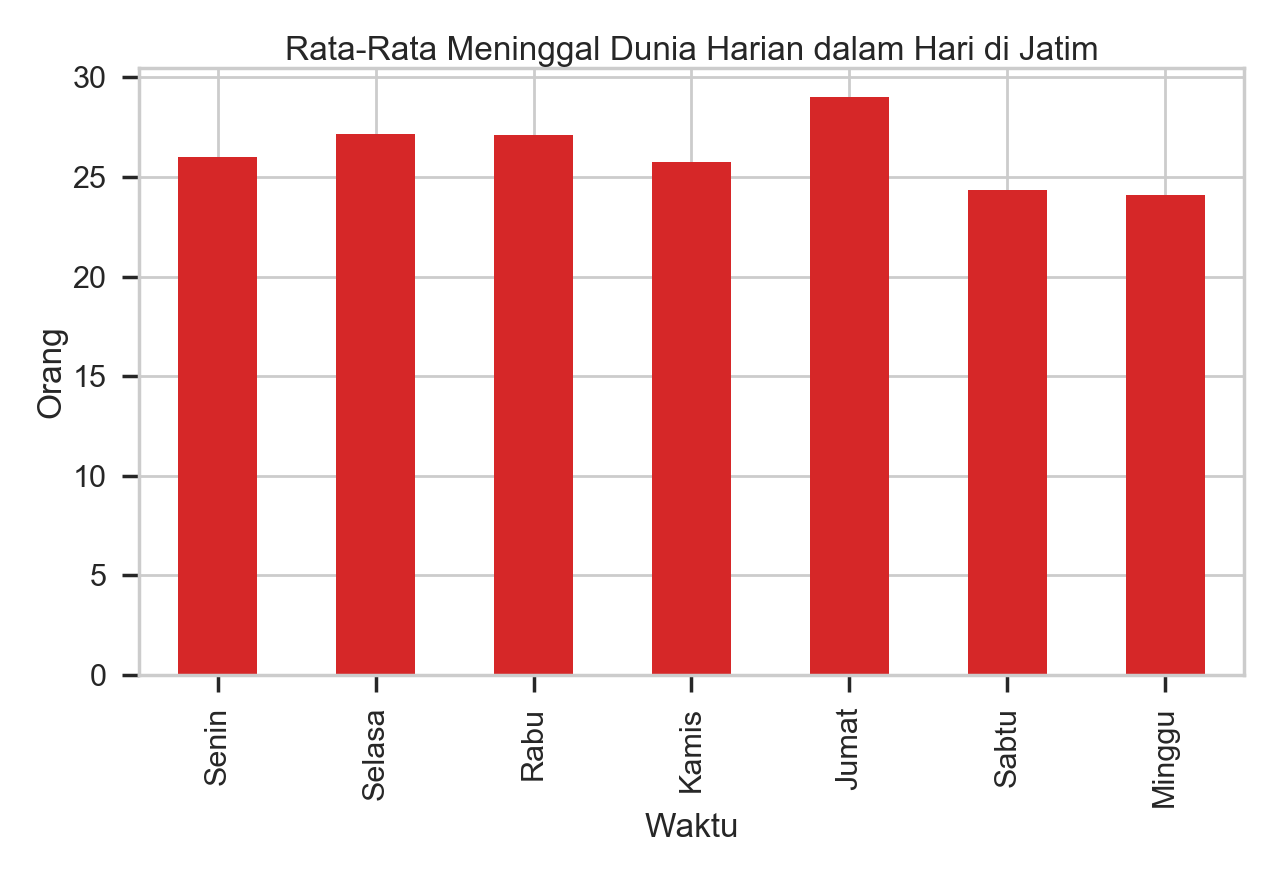 Rata-Rata Meninggal Dunia Harian dalam Hari di Jatim
30
25
20
15
10
5
0
Orang
Senin
Selasa
Rabu
Kamis
Jumat
Sabtu
Minggu
Waktu